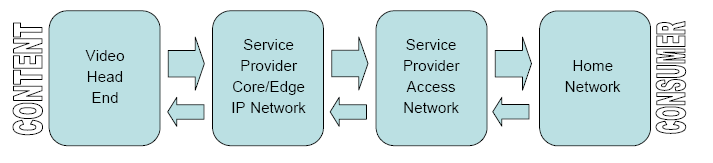 CONTENT
Video
Head
End
Service
Provider
Core/Edge
IP Network
Service
Provider
Access
Network
Home
Network
CONSUMER